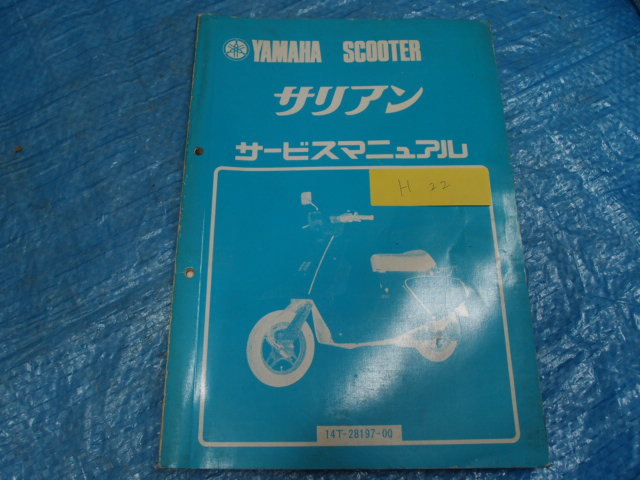 YAMAHA SCOOTER
サリアン
サービスマニュアル
H 22
14T-28197-00